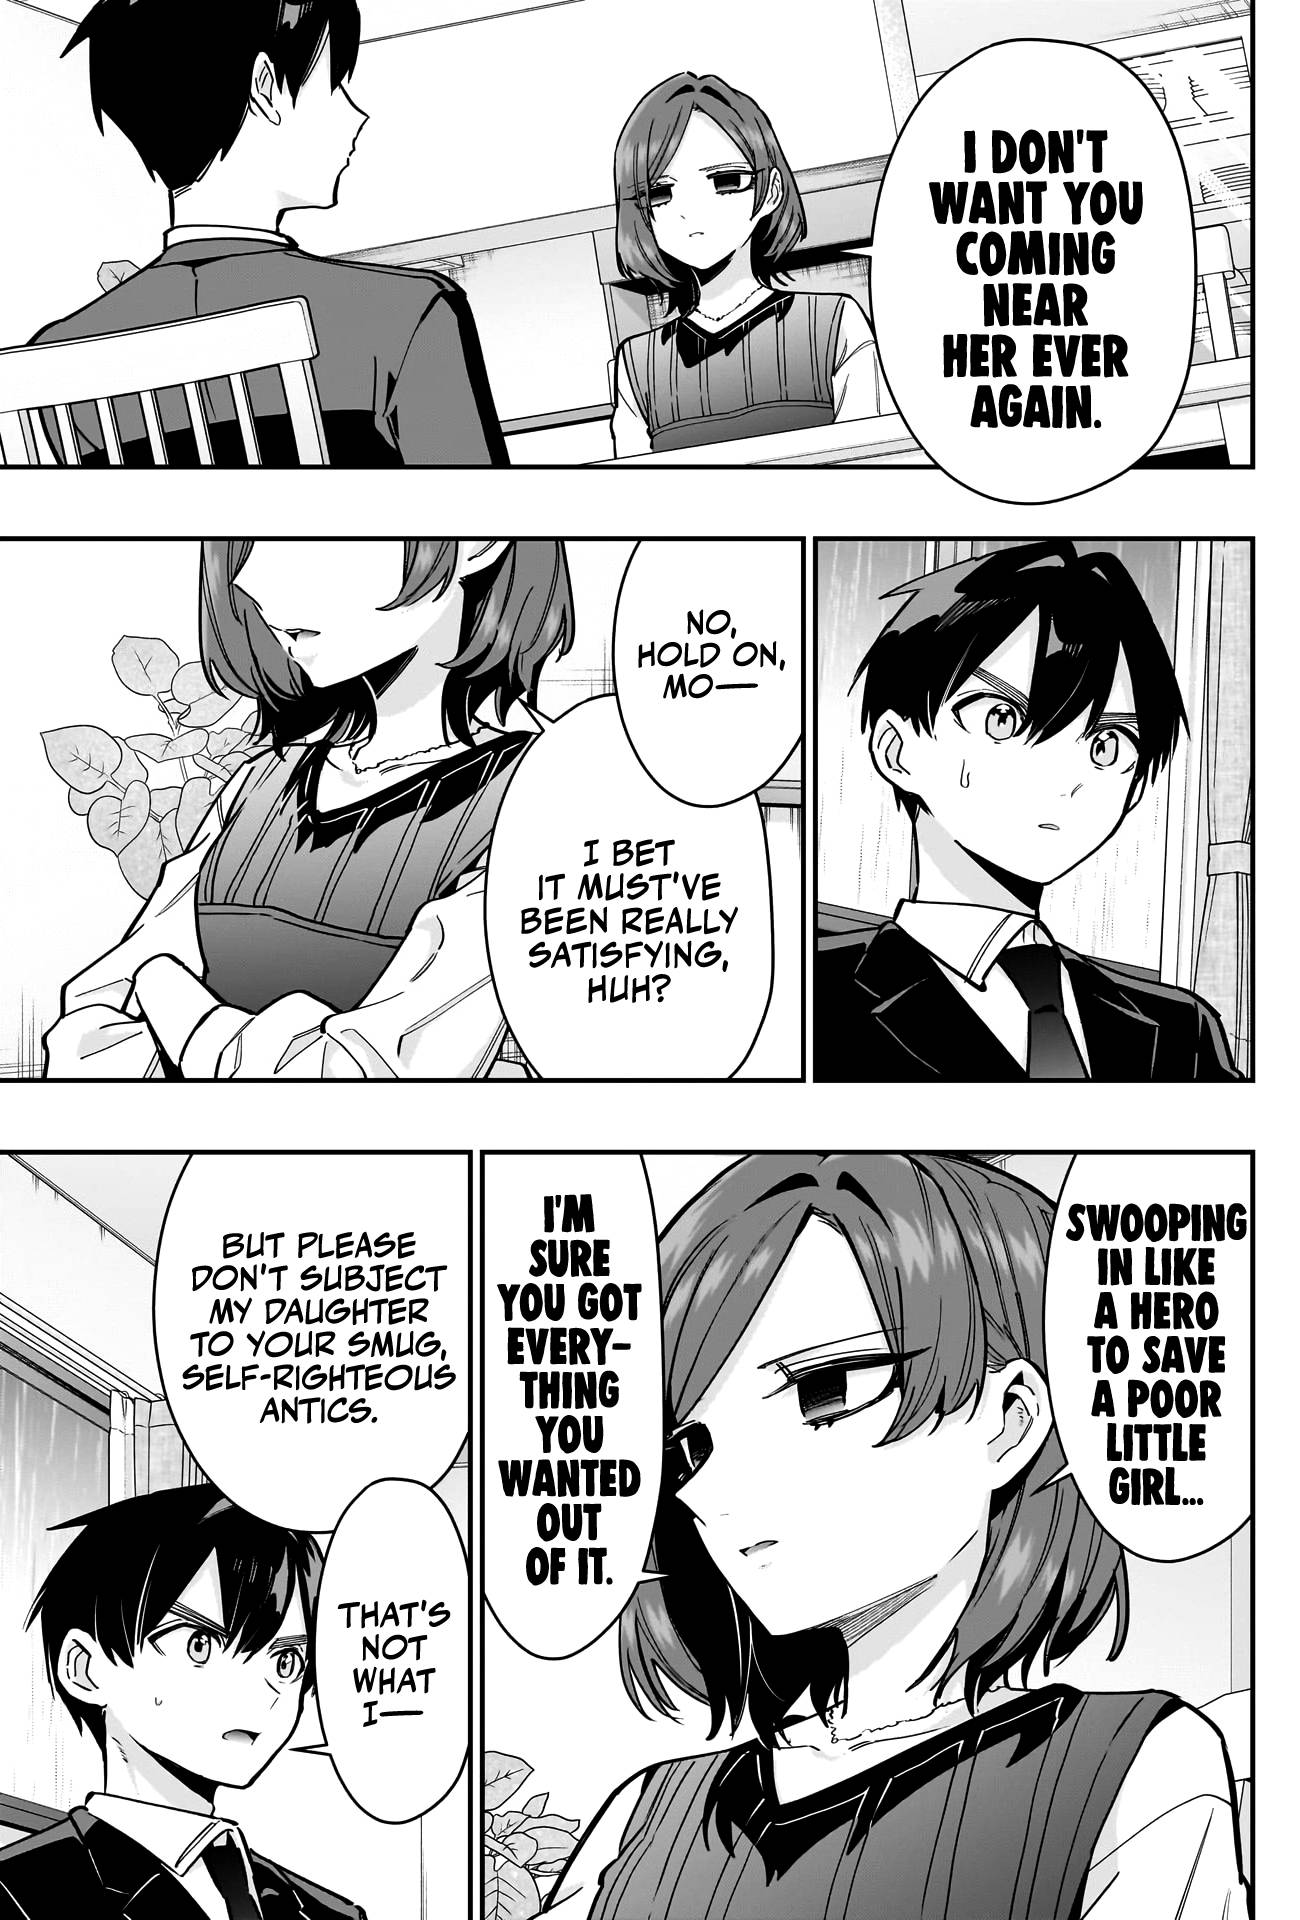 I DON'T
WANT YOU
COMING
NEAR
HER EVER
AGAIN.
NO,
HOLD ON,
MO—
I BET
IT MUST'VE
BEEN REALLY
SATISFYING,
HUH?
SWOOPING
IN LIKE
A HERO
TO SAVE
A POOR
LITTLE
GIRL...
I'M
SURE
YOU GOT
EVERY-
THING
YOU
WANTED
OUT
OF IT.
BUT PLEASE
DON'T SUBJECT
MY DAUGHTER
TO YOUR SMUG,
SELF-RIGHTEOUS
ANTICS.
THAT'S
NOT
WHAT
I—